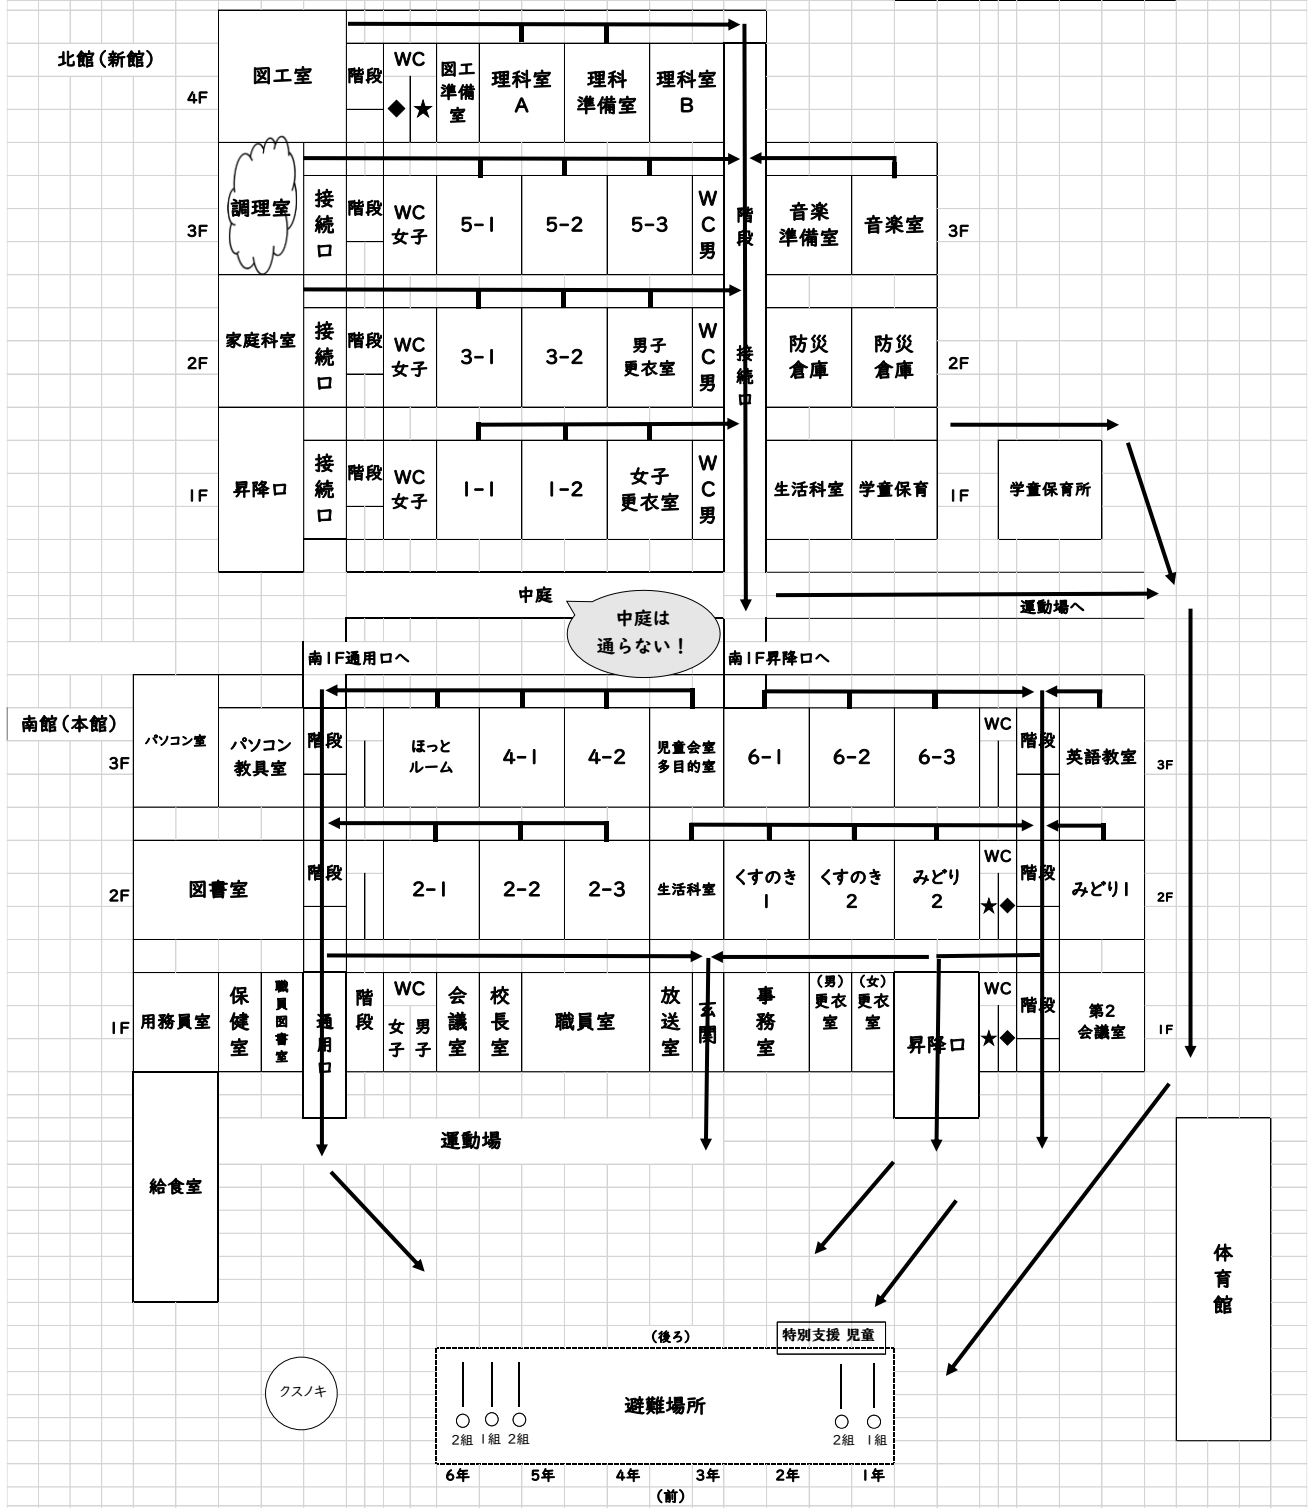 北館(新館)
4F
図工室
階段
WC
◆ ★
図工
準備
室
理科室
A
理科
準備室
理科室
B
3F
調理室
接
続
口
階段
WC
女子
5-1
5-2
5-3
W
C
男
階
段
音楽
準備室
音楽室
3F
2F
家庭科室
接
続
口
階段
WC
女子
3-1
3-2
男子
更衣室
W
C
男
接
続
口
防災
倉庫
防災
倉庫
2F
1F
昇降口
接
続
口
階段
WC
女子
1-1
1-2
女子
更衣室
W
C
男
生活科室
学童保育
1F
学童保育所
中庭
中庭は
通らない!
運動場へ
南1F通用口へ
南1F昇降口へ
南館(本館)
3F
パソコン室
パソコン
教具室
階段
ほっと
ルーム
4-1
4-2
児童会室
多目的室
6-1
6-2
6-3
WC
階段
英語教室
3F
2F
図書室
階段
2-1
2-2
2-3
生活科室
くすのき
1
くすのき
2
みどり
2
WC
★◆
階段
みどり1
2F
1F
用務員室
保
健
室
職
員
図
書
室
通
用
口
階
段
WC
女
子
男
子
会
議
室
校
長
室
職員室
放
送
室
玄
関
事
務
室
(男)
更衣
室
(女)
更衣
室
昇降口
WC
★◆
階段
第2
会議室
1F
給食室
運動場
体
育
館
クスノキ
(後ろ)
特別支援 児童
避難場所
2組 1組 2組
2組 1組
6年 5年 4年 3年 2年 1年
(前)